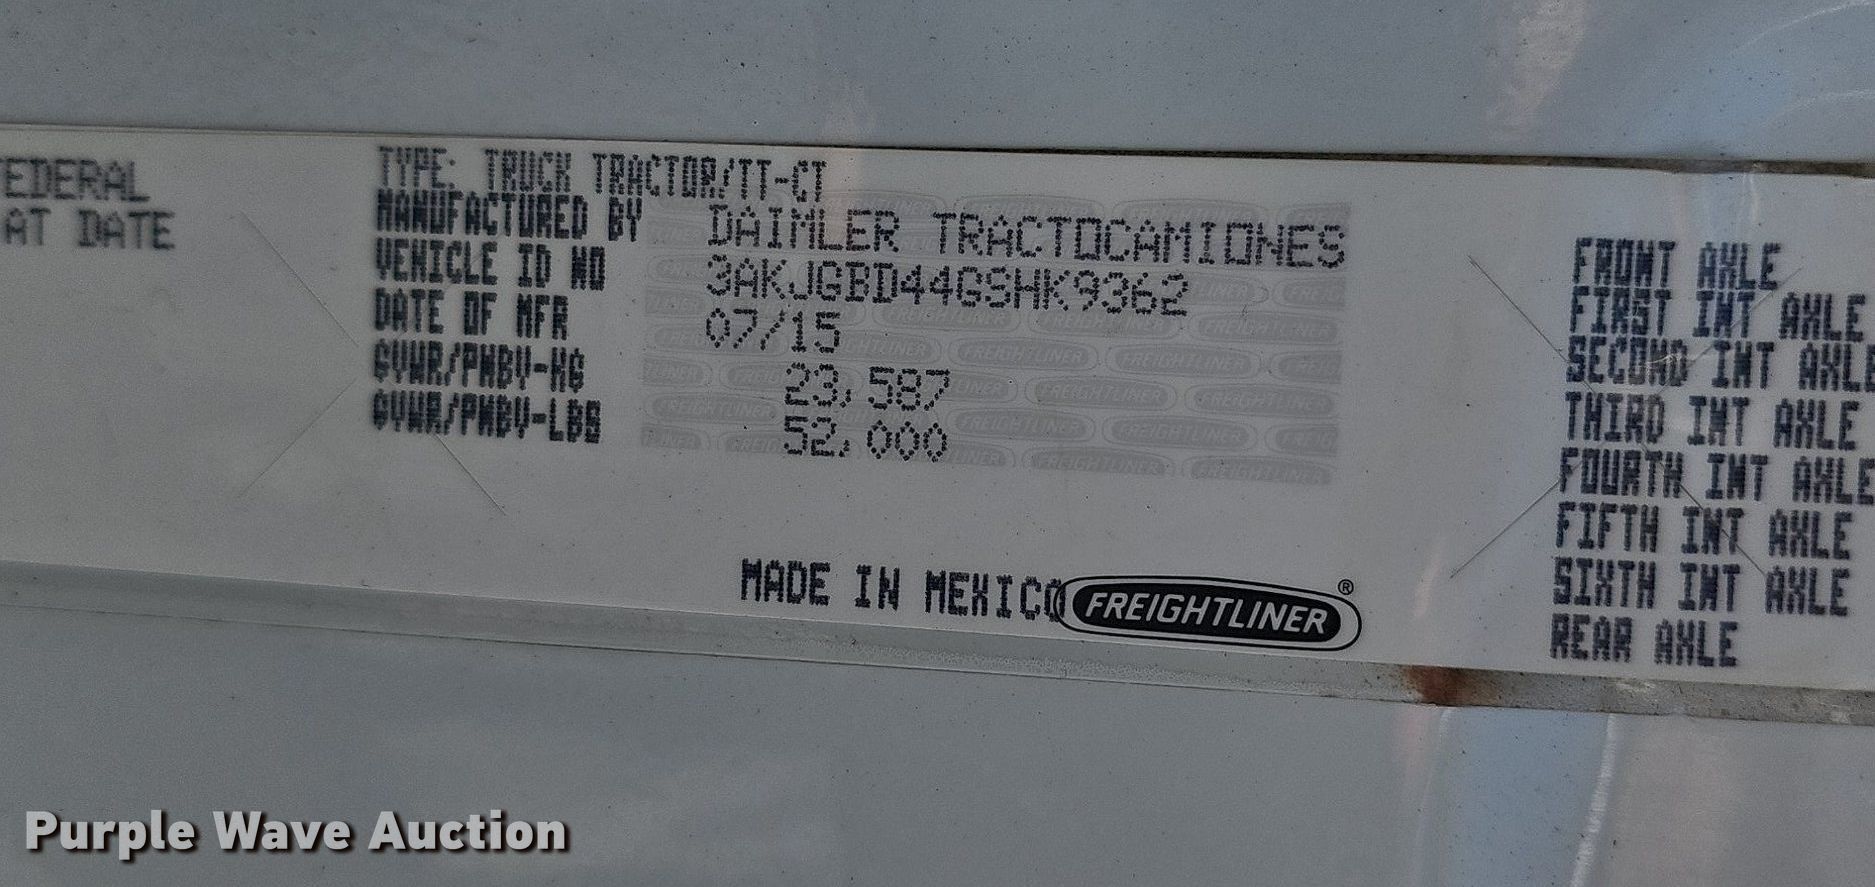 FEDERAL
AT DATE
TYPE: TRUCK TRACTOR/TT-CT
MANUFACTURED BY DAIMLER TRACTOCAMIONES
VEHICLE ID NO 3AKJGBD44GSHK9362
DATE OF MFR 07/15
GVWR/PNBV-KG 23,587
GVWR/PNBV-LBS 52,000
MADE IN MEXICO
FREIGHTLINER®
FRONT AXLE
FIRST INT AXLE
SECOND INT AXLE
THIRD INT AXLE
FOURTH INT AXLE
FIFTH INT AXLE
SIXTH INT AXLE
REAR AXLE
Purple Wave Auction